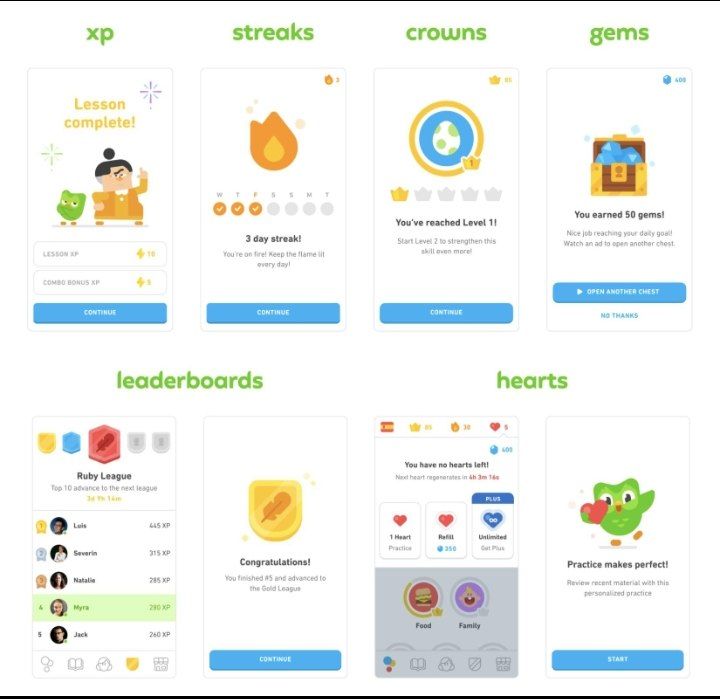 xp
streaks
crowns
gems
Lesson
complete!
LESSON XP
10
COMBO BONUS XP
5
CONTINUE
3
W T F S S M T
3 day streak!
You're on fire! Keep the flame lit
every day!
CONTINUE
85
1
You've reached Level 1!
Start Level 2 to strengthen this
skill even more!
CONTINUE
400
You earned 50 gems!
Nice job reaching your daily goal!
Watch an ad to open another chest.
OPEN ANOTHER CHEST
NO THANKS
leaderboards
hearts
Ruby League
Top 10 advance to the next league
3d 9h 14m
1 Luis 445 XP
2 Severin 315 XP
3 Natalie 285 XP
4 Myra 280 XP
5 Jack 260 XP
Congratulations!
You finished #5 and advanced to
the Gold League
CONTINUE
85 30 5
400
You have no hearts left!
Next heart regenerates in 4h 3m 16s
PLUS
1 Heart
Practice
Refill
350
Unlimited
Get Plus
Food
Family
Practice makes perfect!
Review recent material with this
personalized practice
START